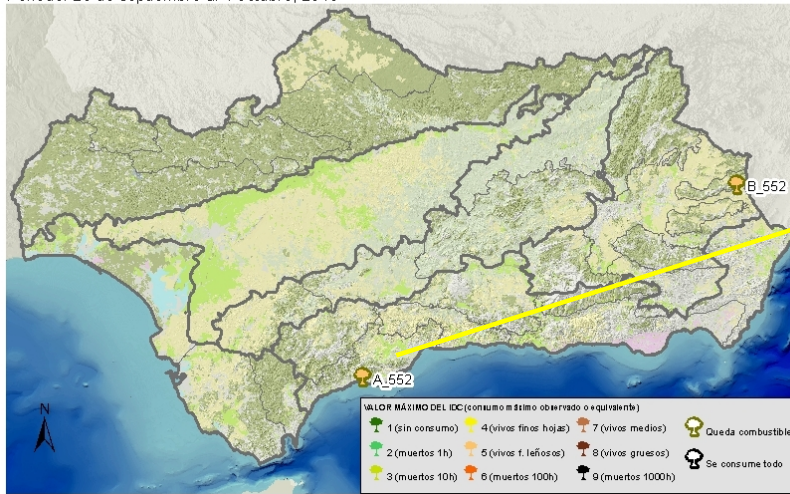 B_552
A_552
N
VALOR MÁXIMO DEL IDC (consumo máximo observado o equivalente)
1 (sin consumo)
4 (vivos finos hojas)
7 (vivos medios)
Queda combustible
2 (muertos 1h)
5 (vivos f. leñosos)
8 (vivos gruesos)
3 (muertos 10h)
6 (muertos 100h)
9 (muertos 1000h)
Se consume todo